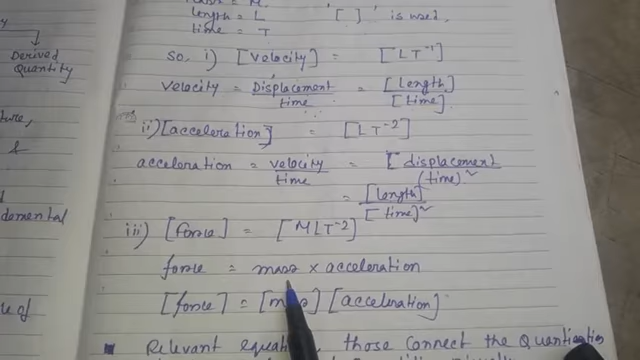 mass = M.
length = L
time = T
[ ] is used,
Derived
Quantity
So, i) [velocity] = [LT⁻¹]
velocity = Displacement / time = [length] / [time]
ii) [acceleration] = [LT⁻²]
acceleration = velocity / time = [displacement / (time)²
= [length] / [time]²
iii) [force] = [MLT⁻²]
force = mass × acceleration
[force] = [mass] [acceleration]
■ Relevant those connect the Quantities